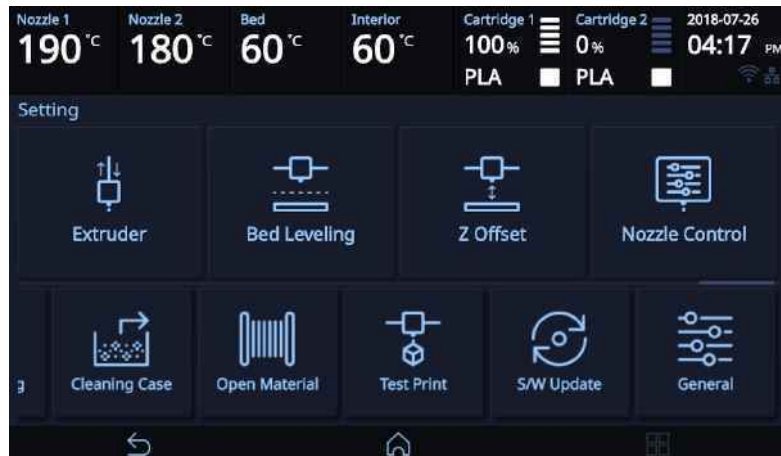 Nozzle 1 Nozzle 2 Bed Interior Cartridge 1 Cartridge 2 2018-07-26
190°C 180°C 60°C 60°C 100% 0% 04:17 PM
PLA PLA
Setting
Extruder Bed Leveling Z Offset Nozzle Control
g Cleaning Case Open Material Test Print S/W Update General